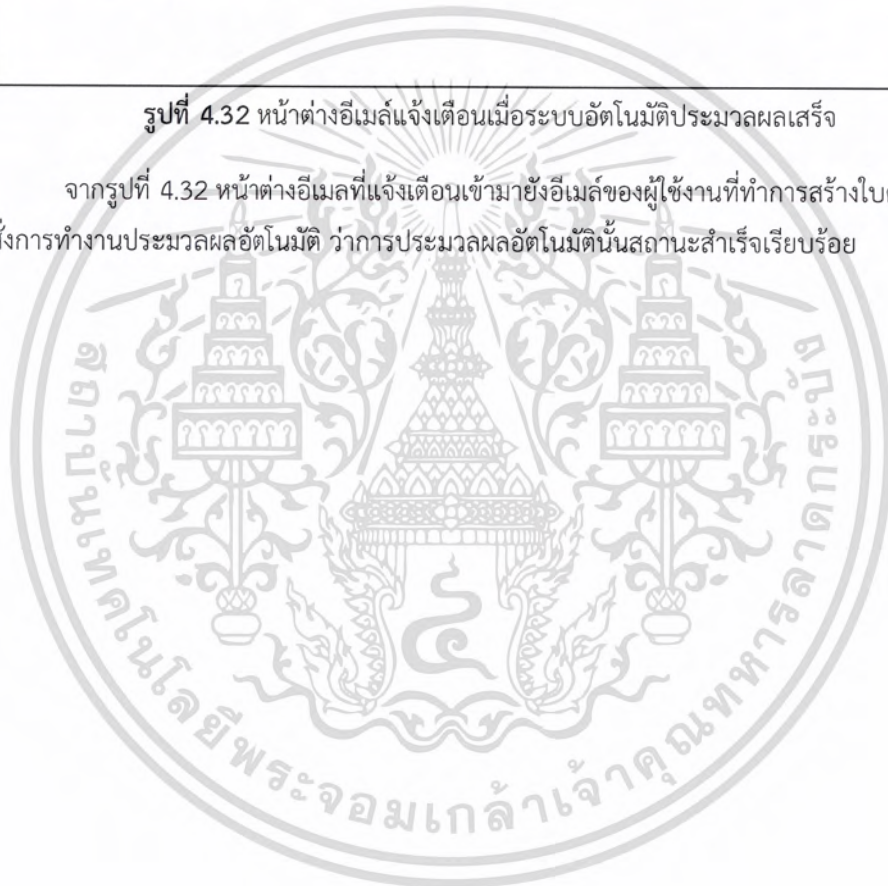 รูปที่ 4.32 หน้าต่างอีเมล์แจ้งเตือนเมื่อระบบอัตโนมัติประมวลผลเสร็จ
จากรูปที่ 4.32 หน้าต่างอีเมลที่แจ้งเตือนเข้ามายังอีเมล์ของผู้ใช้งานที่ทำการสร้าง
สั่งการทำงานประมวลผลอัตโนมัติ ว่าการประมวลผลอัตโนมัตินั้นสถานะสำเร็จเรียบร้อย
สถาบันเทคโนโลยีพระจอมเกล้าเจ้าคุณทหารลาดกระบัง
๔